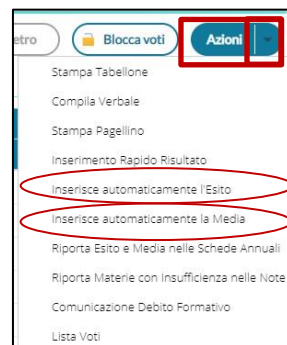 etro
Blocca voti
Azioni
Stampa Tabellone
Compila Verbale
Stampa Pagellino
Inserimento Rapido Risultato
Inserisce automaticamente l'Esito
Inserisce automaticamente la Media
Riporta Esito e Media nelle Schede Annuali
Riporta Materie con Insufficienza nelle Note
Comunicazione Debito Formativo
Lista Voti